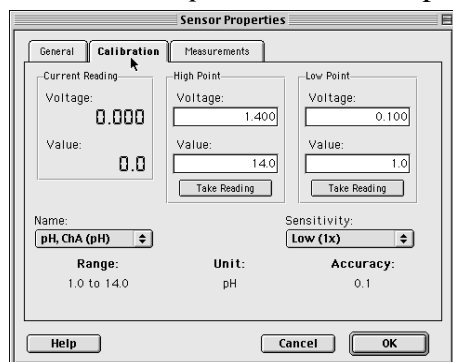 Sensor Properties
General Calibration Measurements
Current Reading High Point Low Point
Voltage: Voltage: Voltage:
0.000 1.400 0.100
Value: Value: Value:
0.0 14.0 1.0
Take Reading Take Reading
Name: Sensitivity:
pH, ChA (pH) Low (1x)
Range: Unit: Accuracy:
1.0 to 14.0 pH 0.1
Help Cancel OK